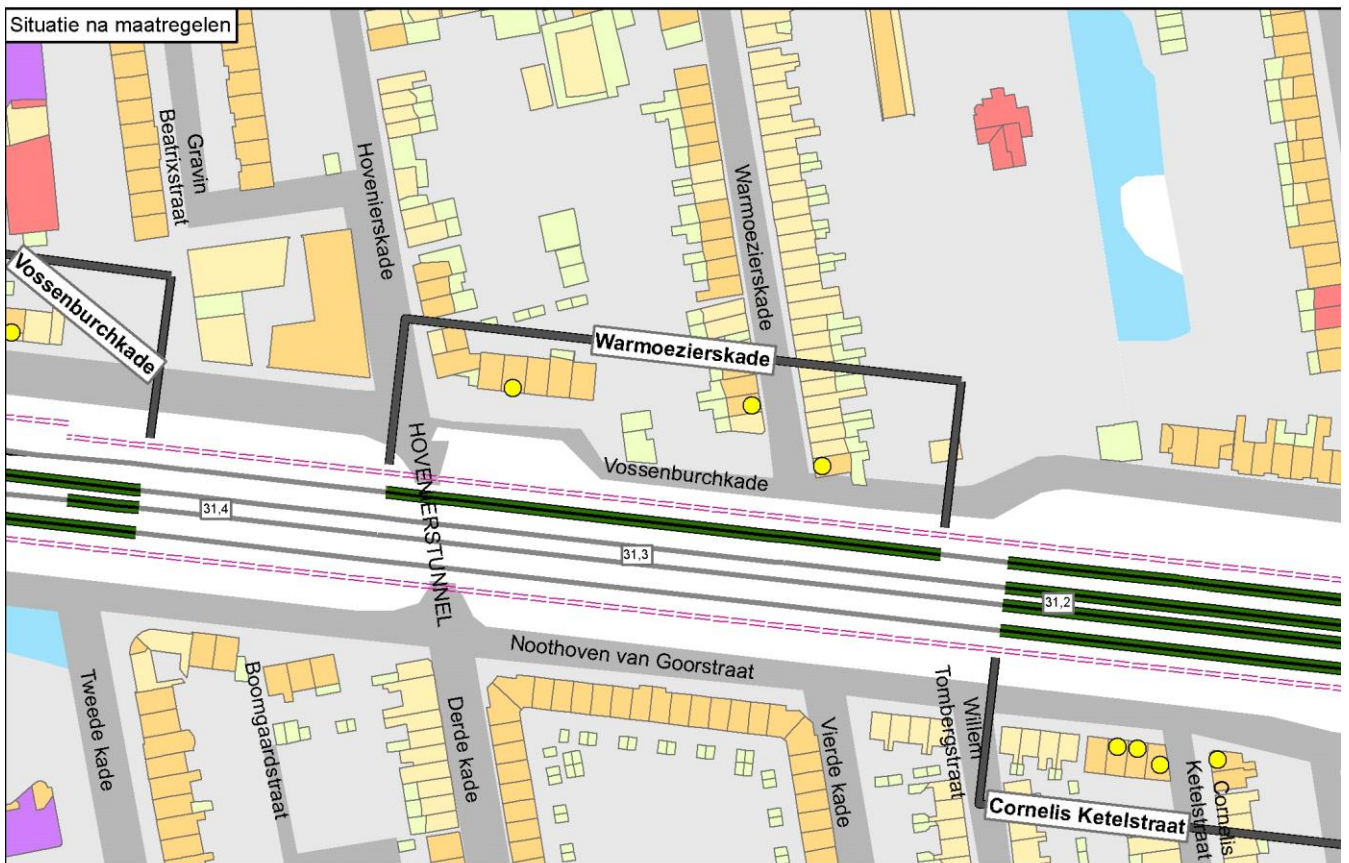 Situatie na maatregelen
Gravin
Beatrixstraat
Hovenierskade
Warmoezierskade
Vossenburchkade
Warmoezierskade
Vossenburchkade
HOVENIERSTUNNEL
31,4
31,3
31,2
Noothoven van Goorstraat
Tweede kade
Boomgaardstraat
Derde kade
Vierde kade
Willem
Tombergstraat
Cornelis Ketelstraat
Cornelis
Ketelstraat